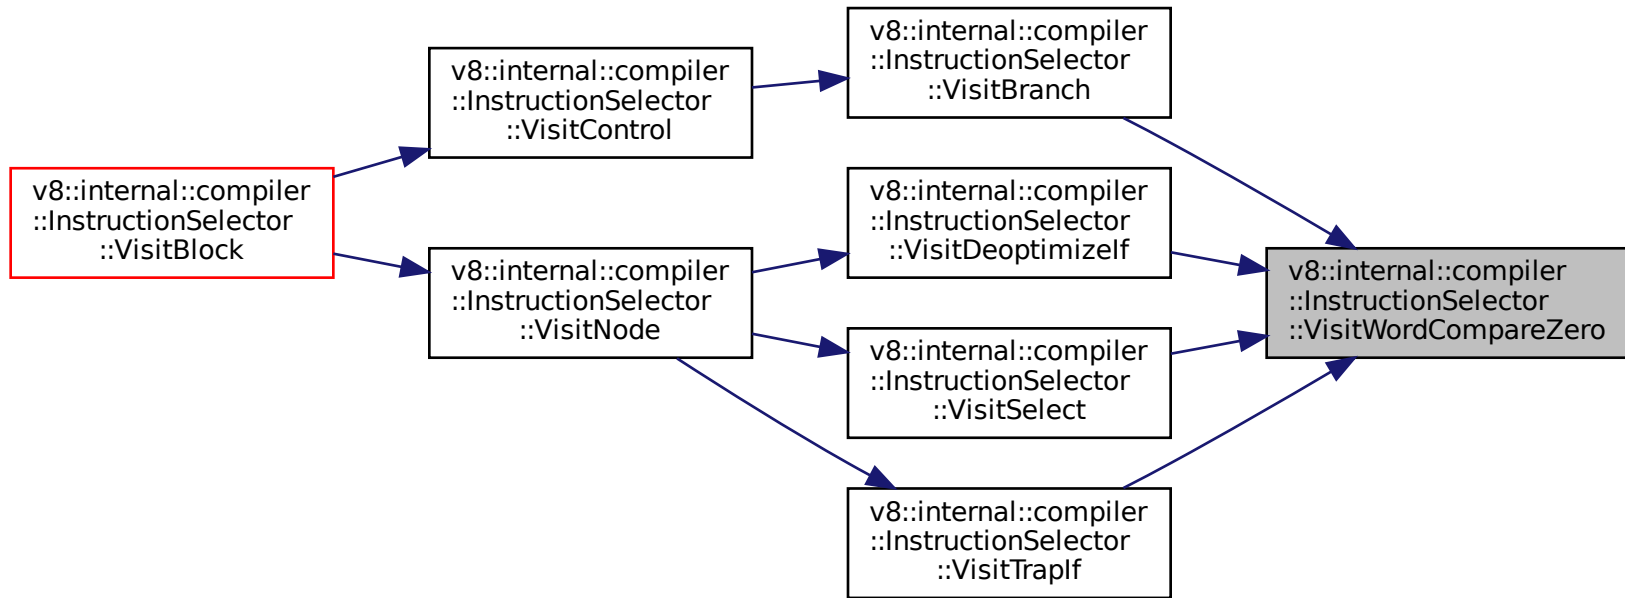 v8::internal::compiler
::InstructionSelector
::VisitBlock
v8::internal::compiler
::InstructionSelector
::VisitControl
v8::internal::compiler
::InstructionSelector
::VisitNode
v8::internal::compiler
::InstructionSelector
::VisitBranch
v8::internal::compiler
::InstructionSelector
::VisitDeoptimizeIf
v8::internal::compiler
::InstructionSelector
::VisitSelect
v8::internal::compiler
::InstructionSelector
::VisitTrapIf
v8::internal::compiler
::InstructionSelector
::VisitWordCompareZero